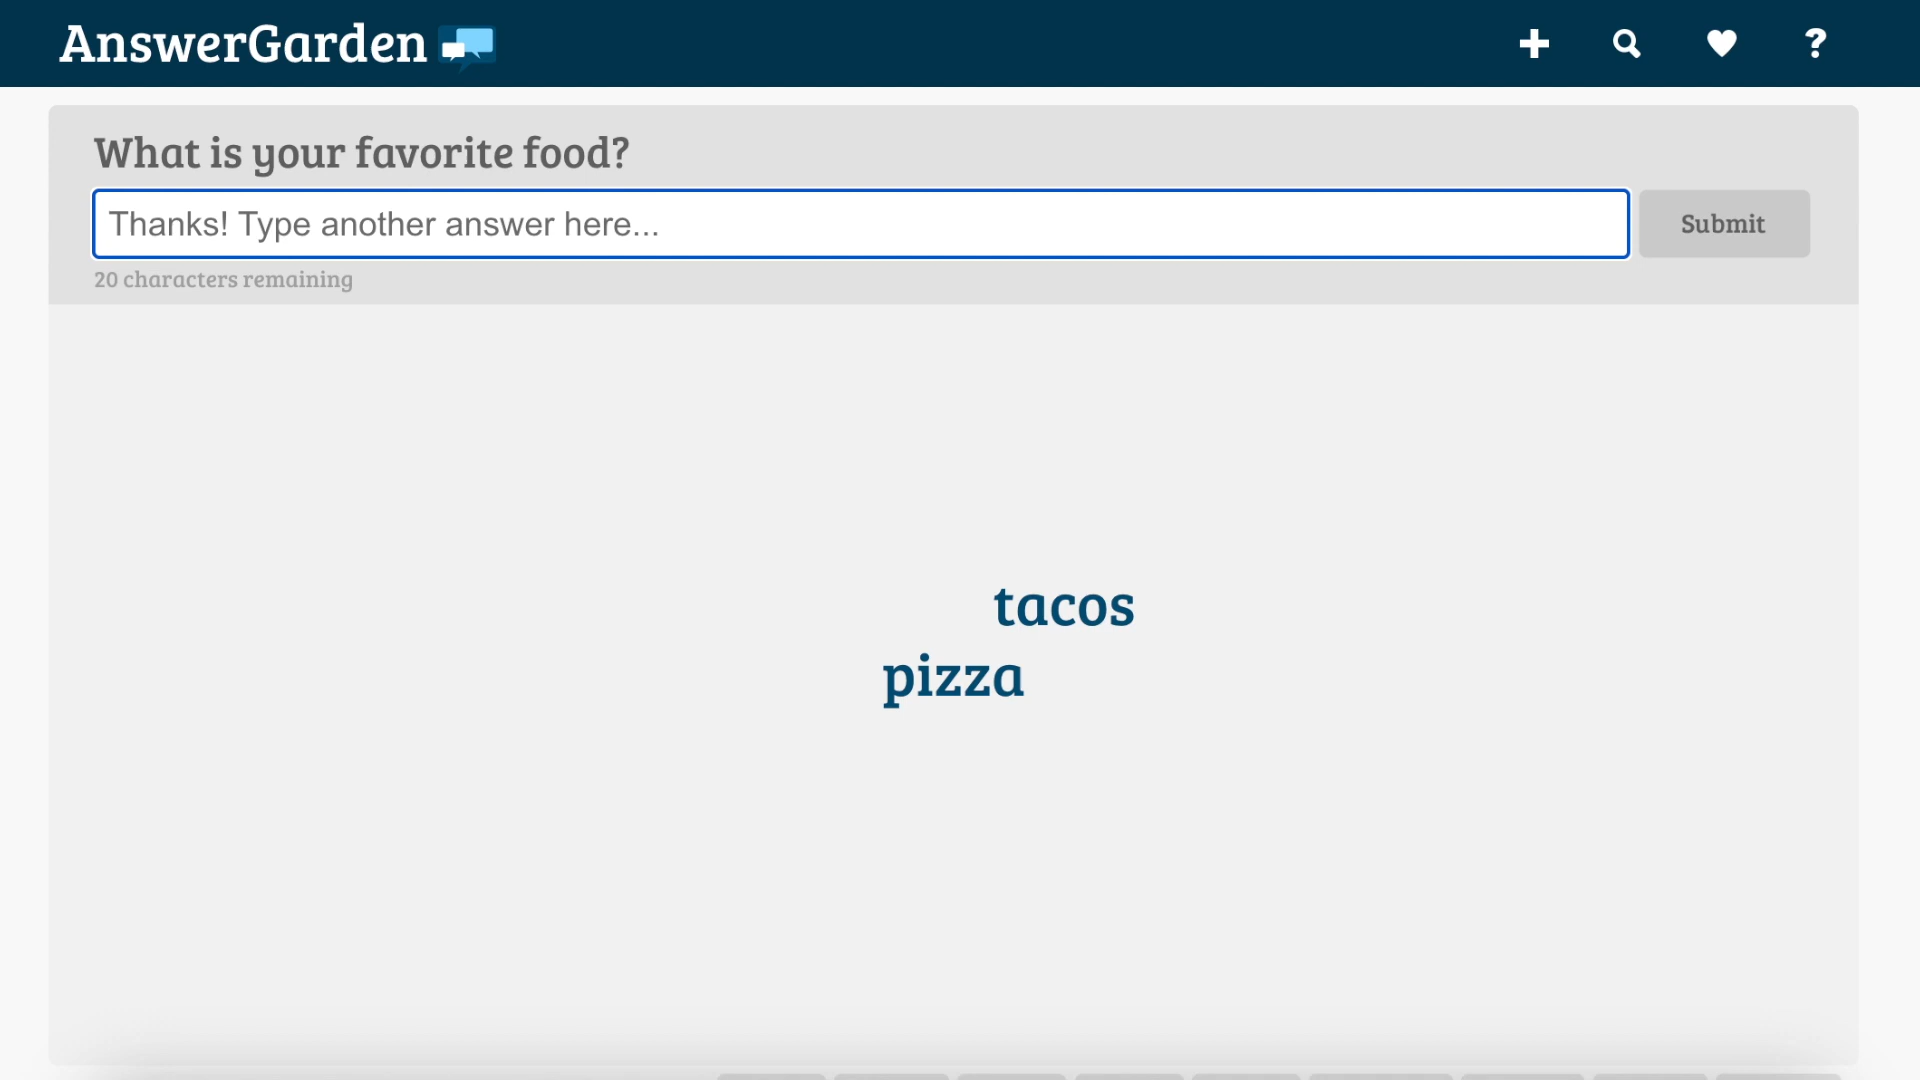 AnswerGarden
What is your favorite food?
Thanks! Type another answer here...
Submit
20 characters remaining
tacos
pizza